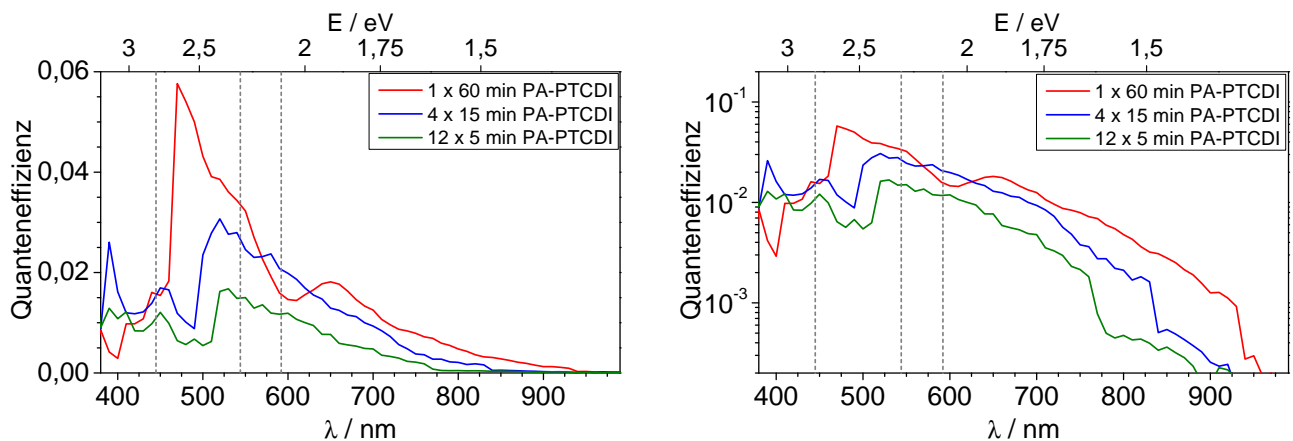 E / eV
3 2,5 2 1,75 1,5
0,06
0,04
0,02
0,00
Quanteneffizienz
1 x 60 min PA-PTCDI
4 x 15 min PA-PTCDI
12 x 5 min PA-PTCDI
400 500 600 700 800 900
λ / nm
E / eV
3 2,5 2 1,75 1,5
10-1
10-2
10-3
Quanteneffizienz
1 x 60 min PA-PTCDI
4 x 15 min PA-PTCDI
12 x 5 min PA-PTCDI
400 500 600 700 800 900
λ / nm